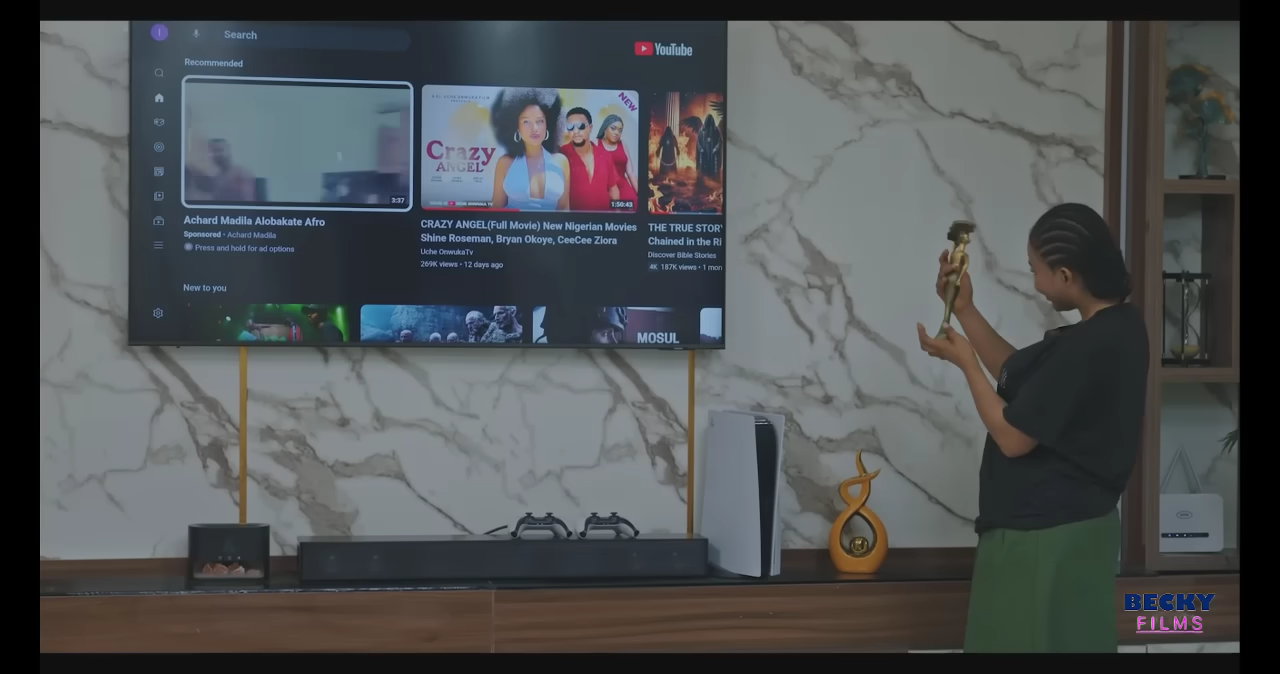 Search
YouTube
Recommended
NEW
Crazy
ANGEL
3:37
1:50:43
Achard Madila Alobakate Afro
Sponsored • Achard Madila
Press and hold for ad options
CRAZY ANGEL(Full Movie) New Nigerian Movies
Shine Roseman, Bryan Okoye, CeeCee Ziora
Uche OnwukaTv
269K views • 12 days ago
THE TRUE STOR
Chained in the Ri
Discover Bible Stories
4K 187K views • 1 mon
New to you
MOSUL
BECKY
FILMS